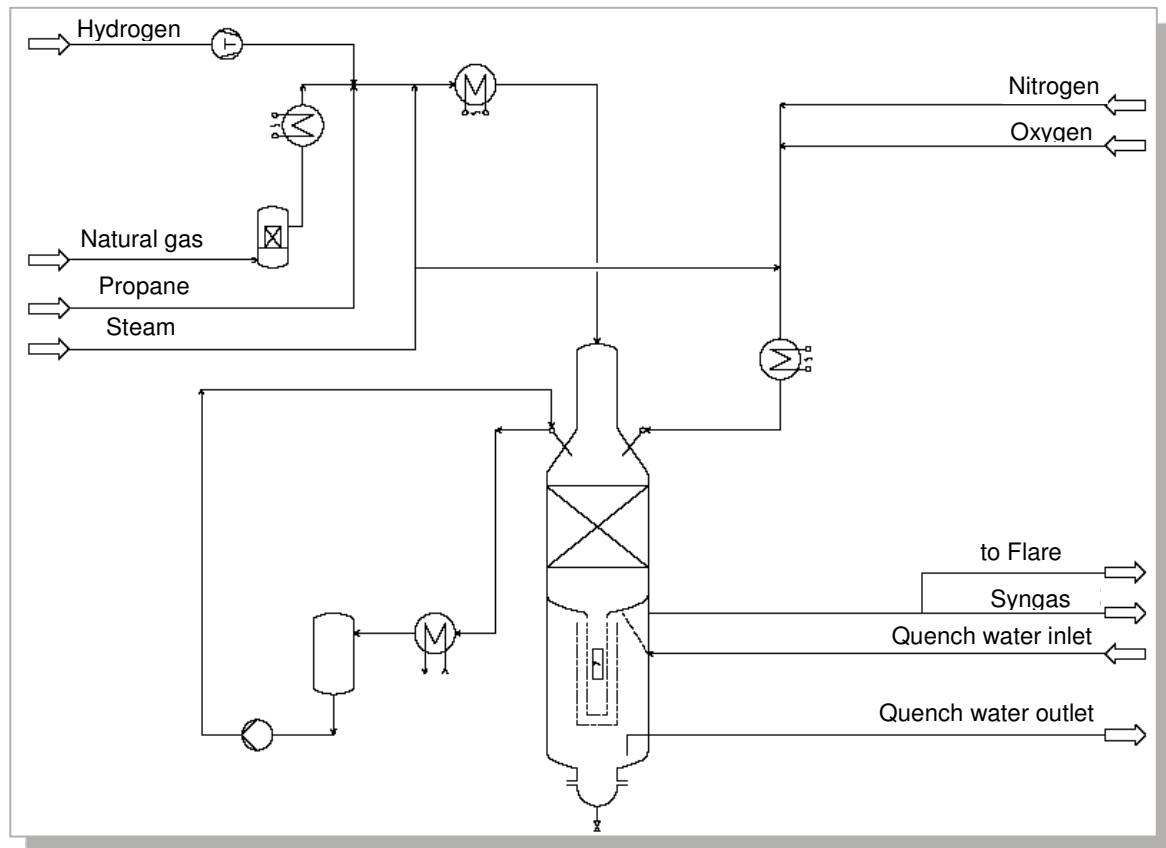 Hydrogen
Nitrogen
Oxygen
Natural gas
Propane
Steam
to Flare
Syngas
Quench water inlet
Quench water outlet